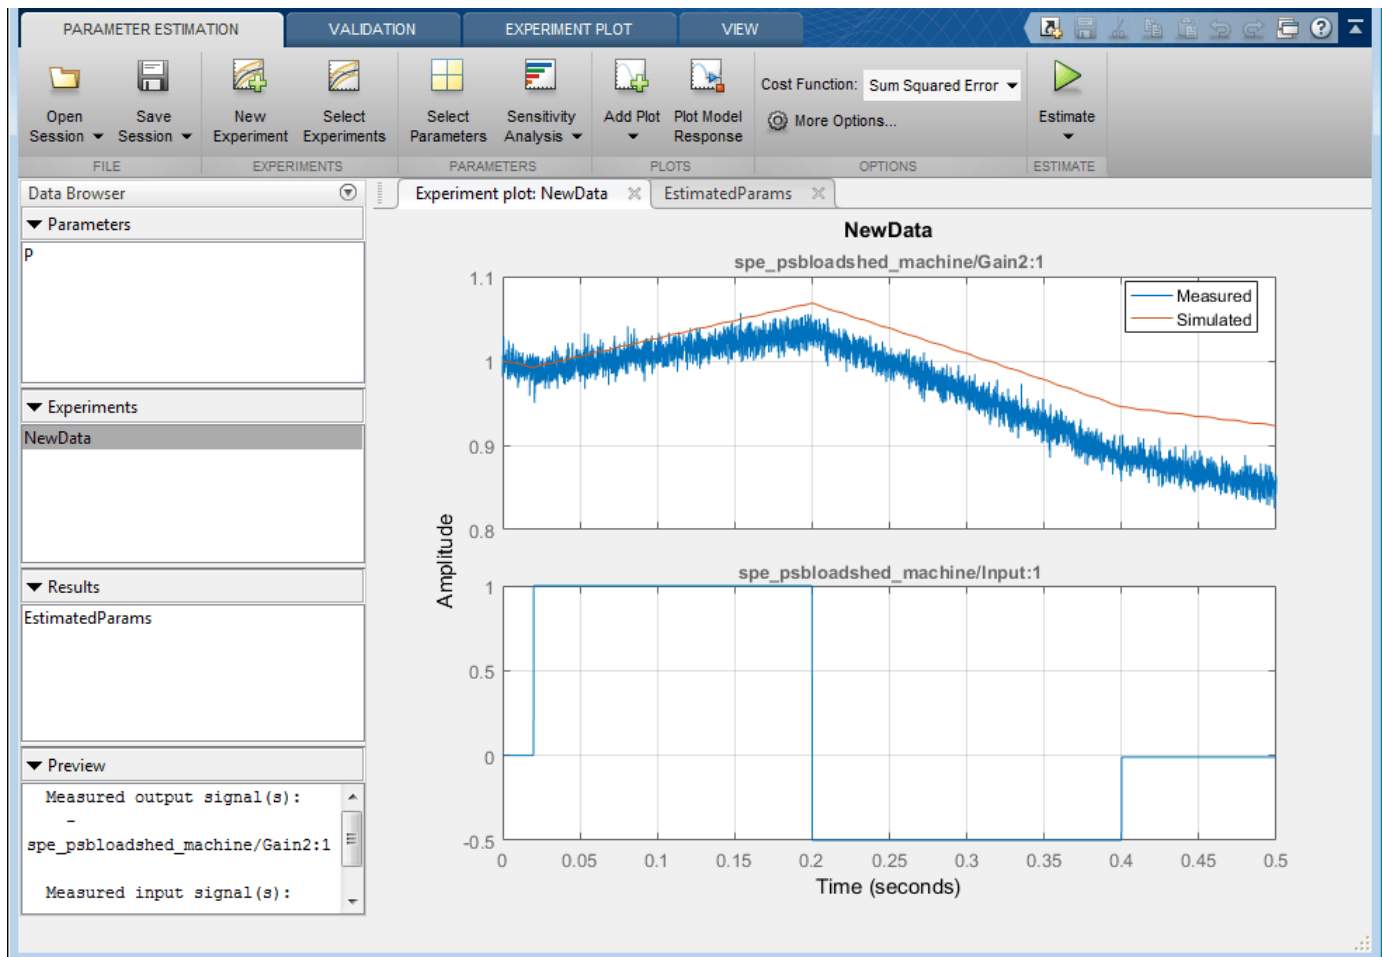 PARAMETER ESTIMATION VALIDATION EXPERIMENT PLOT VIEW
Open Session Save Session New Experiment Select Experiments Select Parameters Sensitivity Analysis Add Plot Plot Model Response Cost Function: Sum Squared Error More Options... Estimate
FILE EXPERIMENTS PARAMETERS PLOTS OPTIONS ESTIMATE
Data Browser
Experiment plot: NewData EstimatedParams
Parameters
P
Experiments
NewData
Results
EstimatedParams
Preview
Measured output signal(s):
-
spe_psbloadshed_machine/Gain2:1
Measured input signal(s):
NewData
spe_psbloadshed_machine/Gain2:1
1.1
1
0.9
0.8
Measured
Simulated
Amplitude
spe_psbloadshed_machine/Input:1
1
0.5
0
-0.5
0 0.05 0.1 0.15 0.2 0.25 0.3 0.35 0.4 0.45 0.5
Time (seconds)